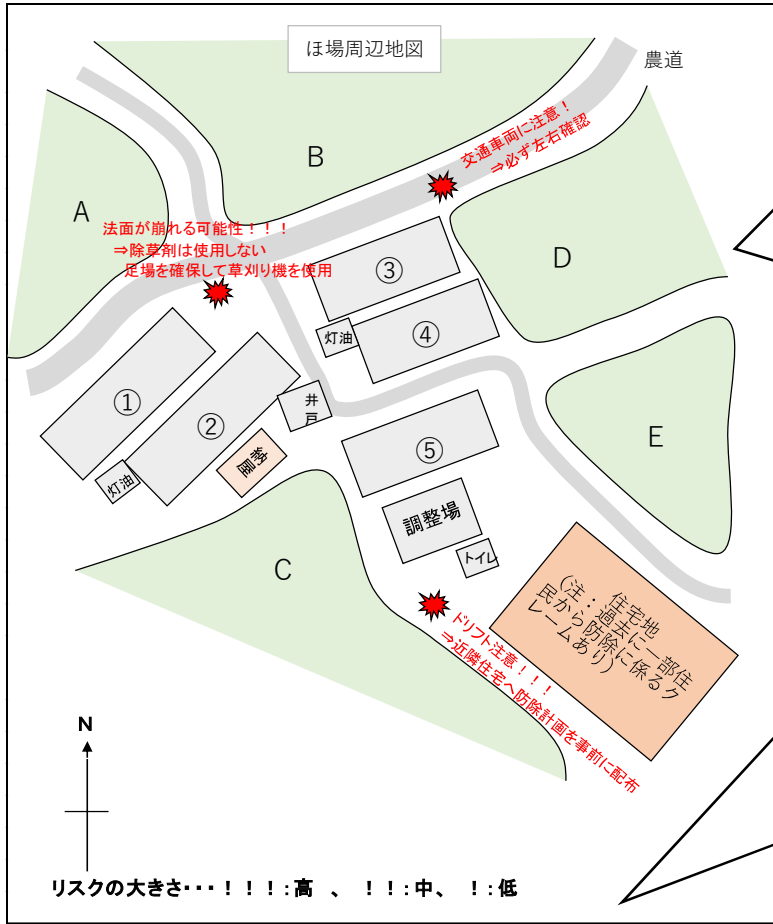 ほ場周辺地図
農道
交通車両に注意！
⇒必ず左右確認
B
A
法面が崩れる可能性！！！
⇒除草剤は使用しない
足場を確保して草刈り機を使用
③
D
灯油
④
①
②
井戸
⑤
E
納屋
灯油
調整場
トイレ
C
住宅地
（注：過去に一部住
民から防除に係るク
レームあり）
ドリフト注意！！！
⇒近隣住宅へ防除計画を事前に配布
N
リスクの大きさ・・・！！！：高 、 ！！：中、 ！：低